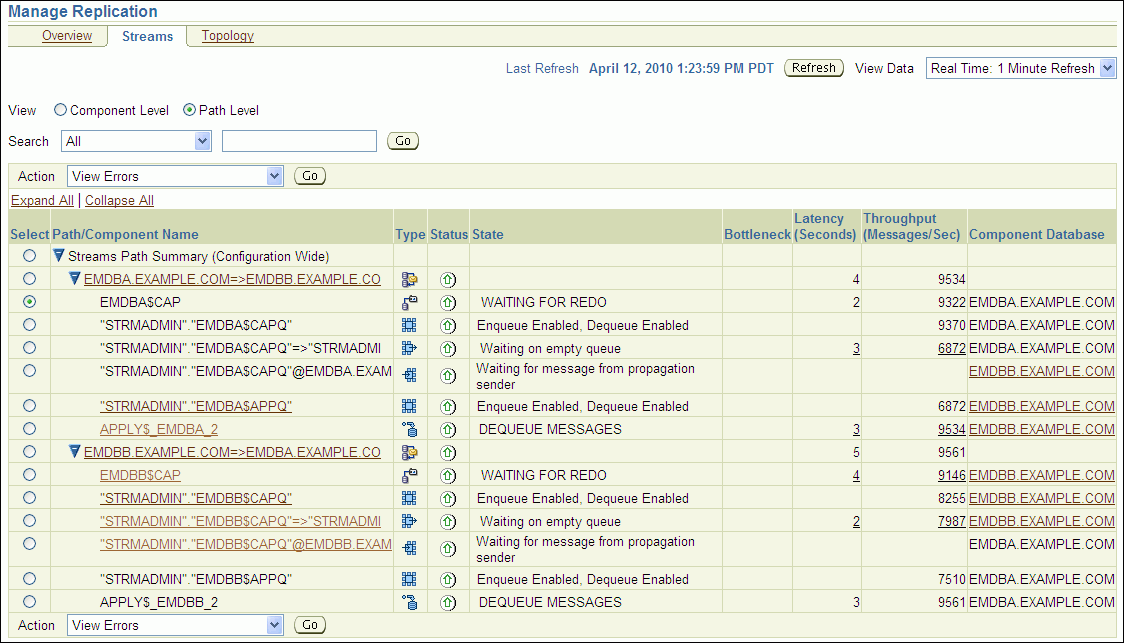 Manage Replication
Overview Streams Topology
Last Refresh April 12, 2010 1:23:59 PM PDT Refresh View Data Real Time: 1 Minute Refresh
View Component Level Path Level
Search All Go
Action View Errors Go
Expand All | Collapse All
Select Path/Component Name Type Status State Bottleneck Latency (Seconds) Throughput (Messages/Sec) Component Database
Streams Path Summary (Configuration Wide)
EMDBA.EXAMPLE.COM=>EMDBB.EXAMPLE.CO 4 9534
EMDBA$CAP WAITING FOR REDO 2 9322 EMDBA.EXAMPLE.COM
"STRMADMIN"."EMDBA$CAPQ" Enqueue Enabled, Dequeue Enabled 9370 EMDBA.EXAMPLE.COM
"STRMADMIN"."EMDBA$CAPQ"=>"STRMADMI Waiting on empty queue 3 6872 EMDBA.EXAMPLE.COM
"STRMADMIN"."EMDBA$CAPQ"@EMDBA.EXAM Waiting for message from propagation sender EMDBB.EXAMPLE.COM
"STRMADMIN"."EMDBA$APPQ" Enqueue Enabled, Dequeue Enabled 6872 EMDBB.EXAMPLE.COM
APPLY$_EMDBA_2 DEQUEUE MESSAGES 3 9534 EMDBB.EXAMPLE.COM
EMDBB.EXAMPLE.COM=>EMDBA.EXAMPLE.CO 5 9561
EMDBB$CAP WAITING FOR REDO 4 9146 EMDBB.EXAMPLE.COM
"STRMADMIN"."EMDBB$CAPQ" Enqueue Enabled, Dequeue Enabled 8255 EMDBB.EXAMPLE.COM
"STRMADMIN"."EMDBB$CAPQ"=>"STRMADMI Waiting on empty queue 2 7987 EMDBB.EXAMPLE.COM
"STRMADMIN"."EMDBB$CAPQ"@EMDBB.EXAM Waiting for message from propagation sender EMDBA.EXAMPLE.COM
"STRMADMIN"."EMDBB$APPQ" Enqueue Enabled, Dequeue Enabled 7510 EMDBA.EXAMPLE.COM
APPLY$_EMDBB_2 DEQUEUE MESSAGES 3 9561 EMDBA.EXAMPLE.COM
Action View Errors Go